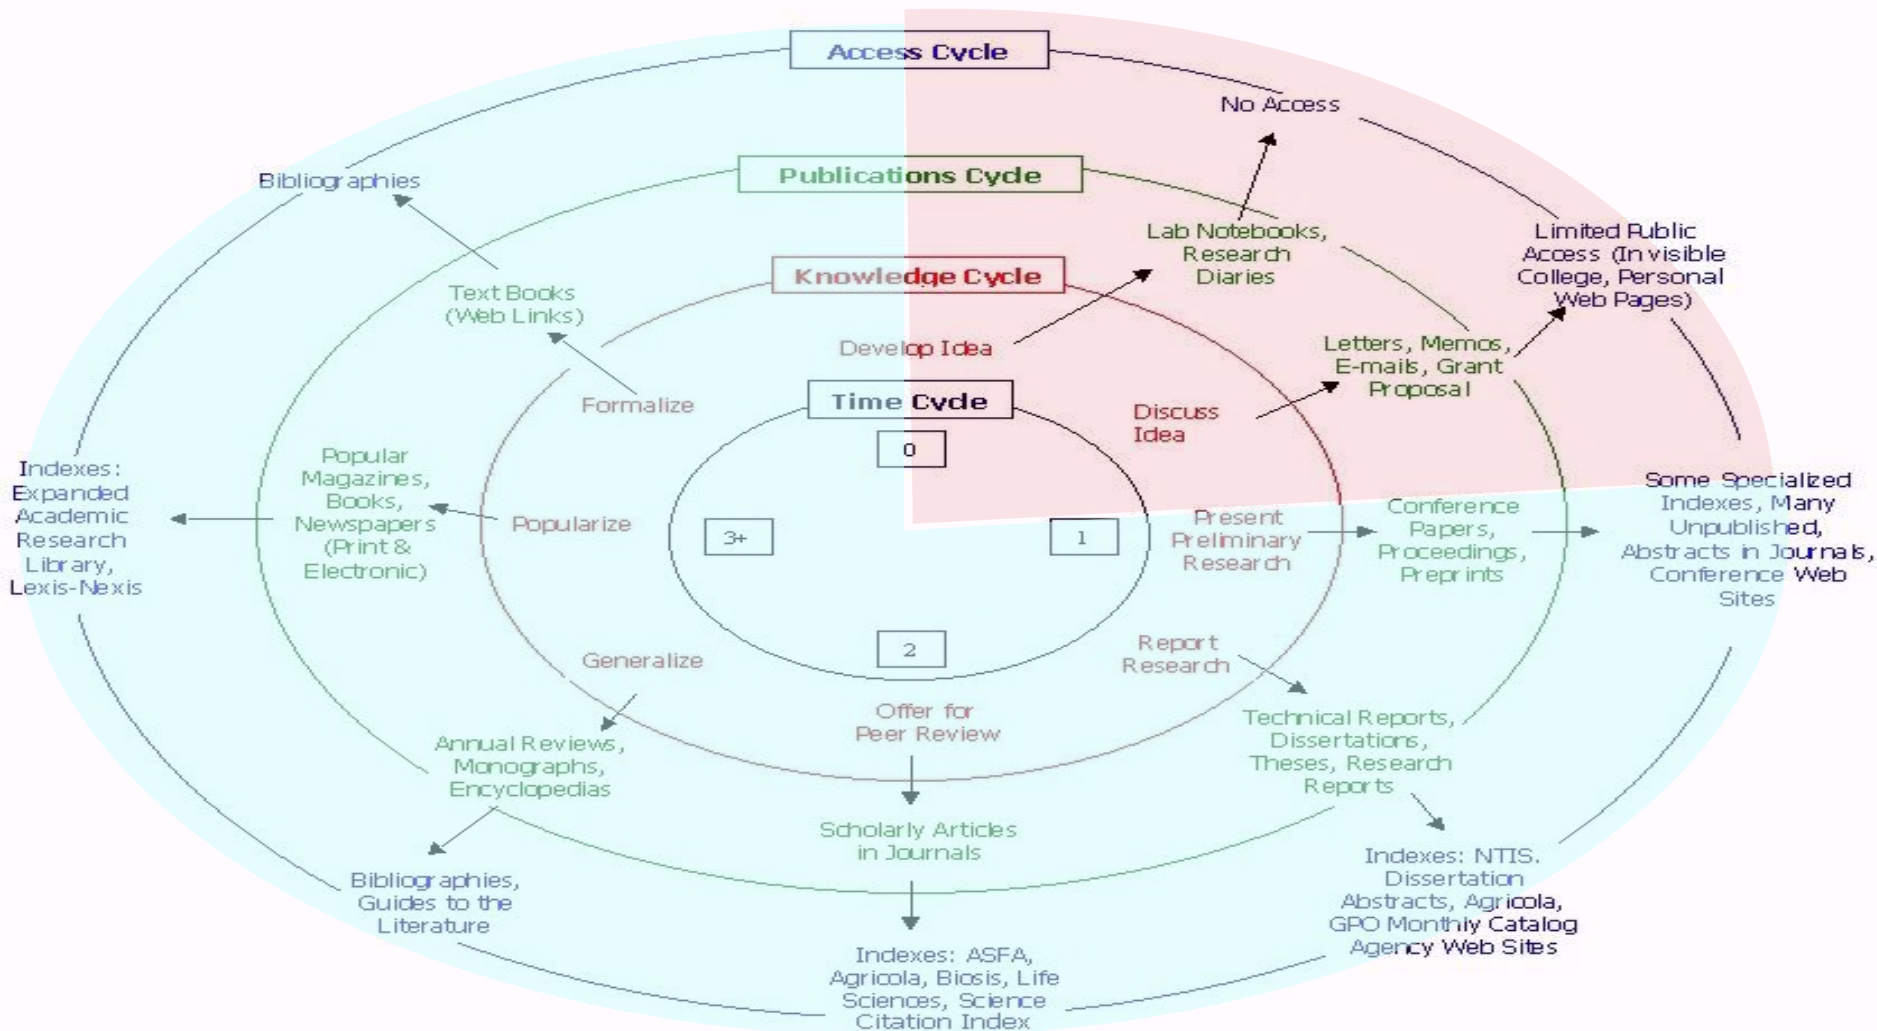 Access Cycle
No Access
Publications Cycle
Bibliographies
Lab Notebooks,
Research
Diaries
Limited Public
Access (Invisible
College, Personal
Web Pages)
Knowledge Cycle
Text Books
(Web Links)
Develop Idea
Letters, Memos,
E-mails, Grant
Proposal
Time Cycle
Formalize
Discuss
Idea
0
Popular
Magazines,
Books,
Newspapers
(Print &
Electronic)
Indexes:
Expanded
Academic
Research
Library,
Lexis-Nexis
Popularize
3+
1
Present
Preliminary
Research
Conference
Papers,
Proceedings,
Preprints
Some Specialized
Indexes, Many
Unpublished,
Abstracts in Journals,
Conference Web
Sites
2
Generalize
Report
Research
Offer for
Peer Review
Annual Reviews,
Monographs,
Encyclopedias
Technical Reports,
Dissertations,
Theses, Research
Reports
Scholarly Articles
in Journals
Bibliographies,
Guides to the
Literature
Indexes: NTIS.
Dissertation
Abstracts, Agricola,
GPO Monthly Catalog
Agency Web Sites
Indexes: ASFA,
Agricola, Biosis, Life
Sciences, Science
Citation Index